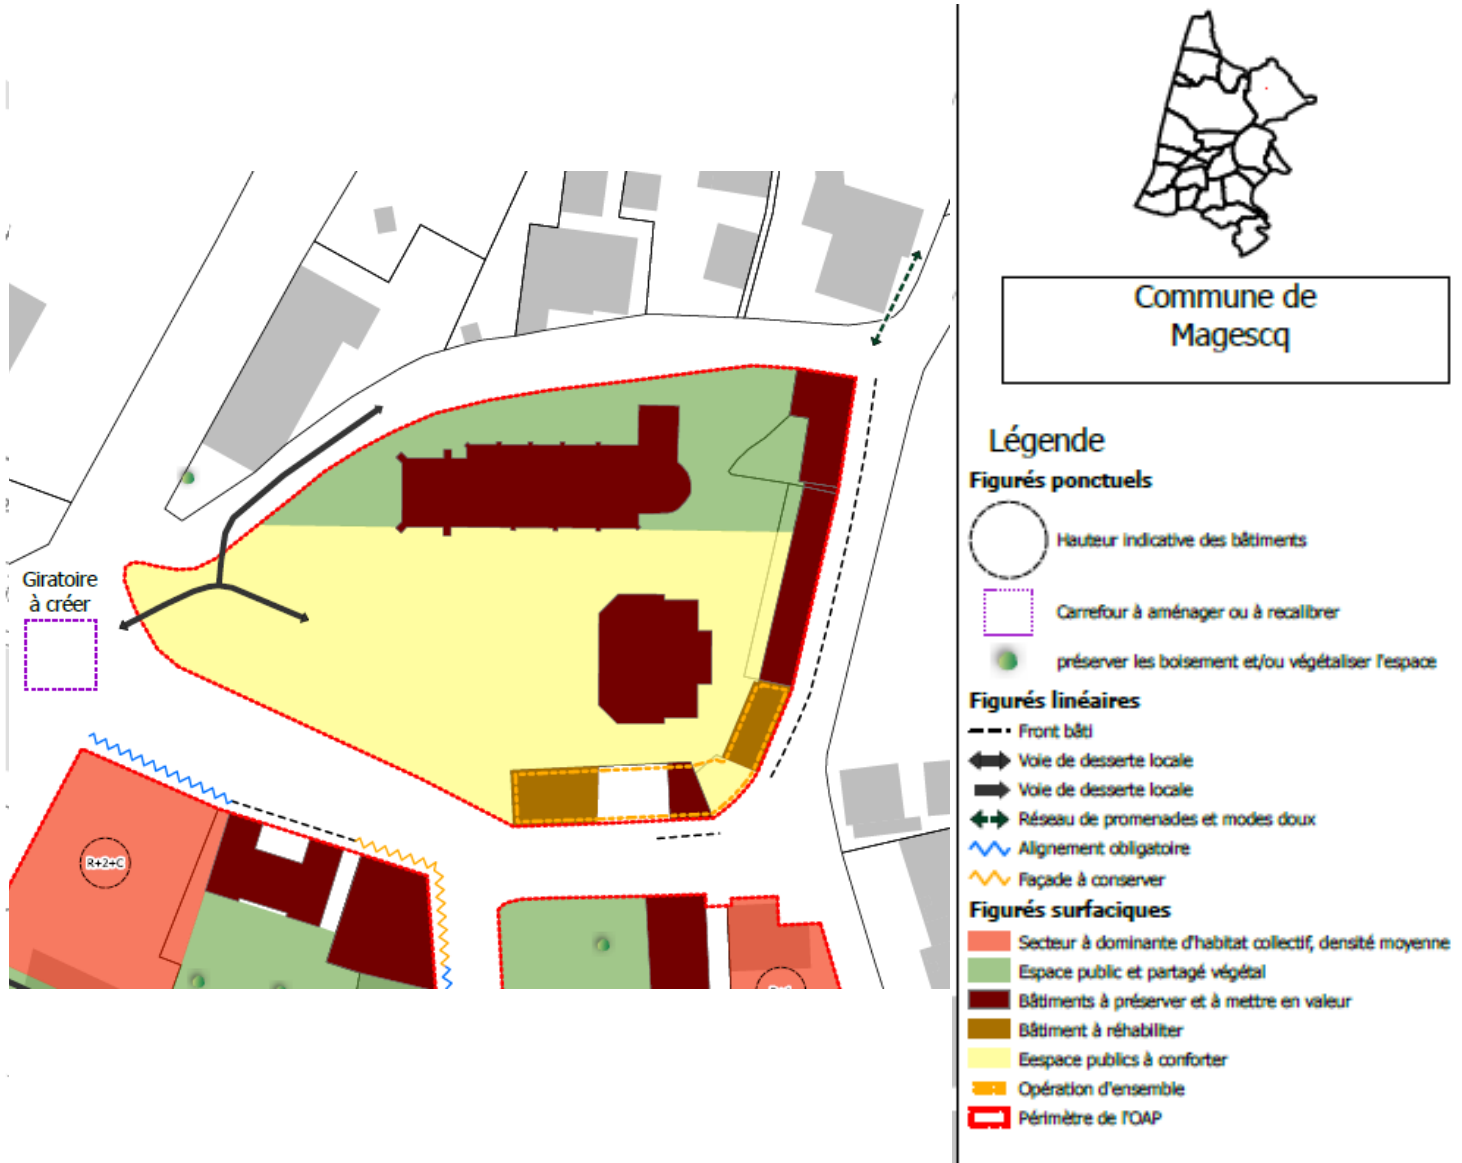 Commune de
Magescq
Giratoire
à créer
R+2+C
Légende
Figurés ponctuels
Hauteur indicative des bâtiments
Carrefour à aménager ou à recalibrer
préserver les boisement et/ou végétaliser l'espace
Figurés linéaires
Front bâti
Voie de desserte locale
Voie de desserte locale
Réseau de promenades et modes doux
Alignement obligatoire
Façade à conserver
Figurés surfaciques
Secteur à dominante d'habitat collectif, densité moyenne
Espace public et partagé végétal
Bâtiments à préserver et à mettre en valeur
Bâtiment à réhabiliter
Eespace publics à conforter
Opération d'ensemble
Périmètre de l'OAP